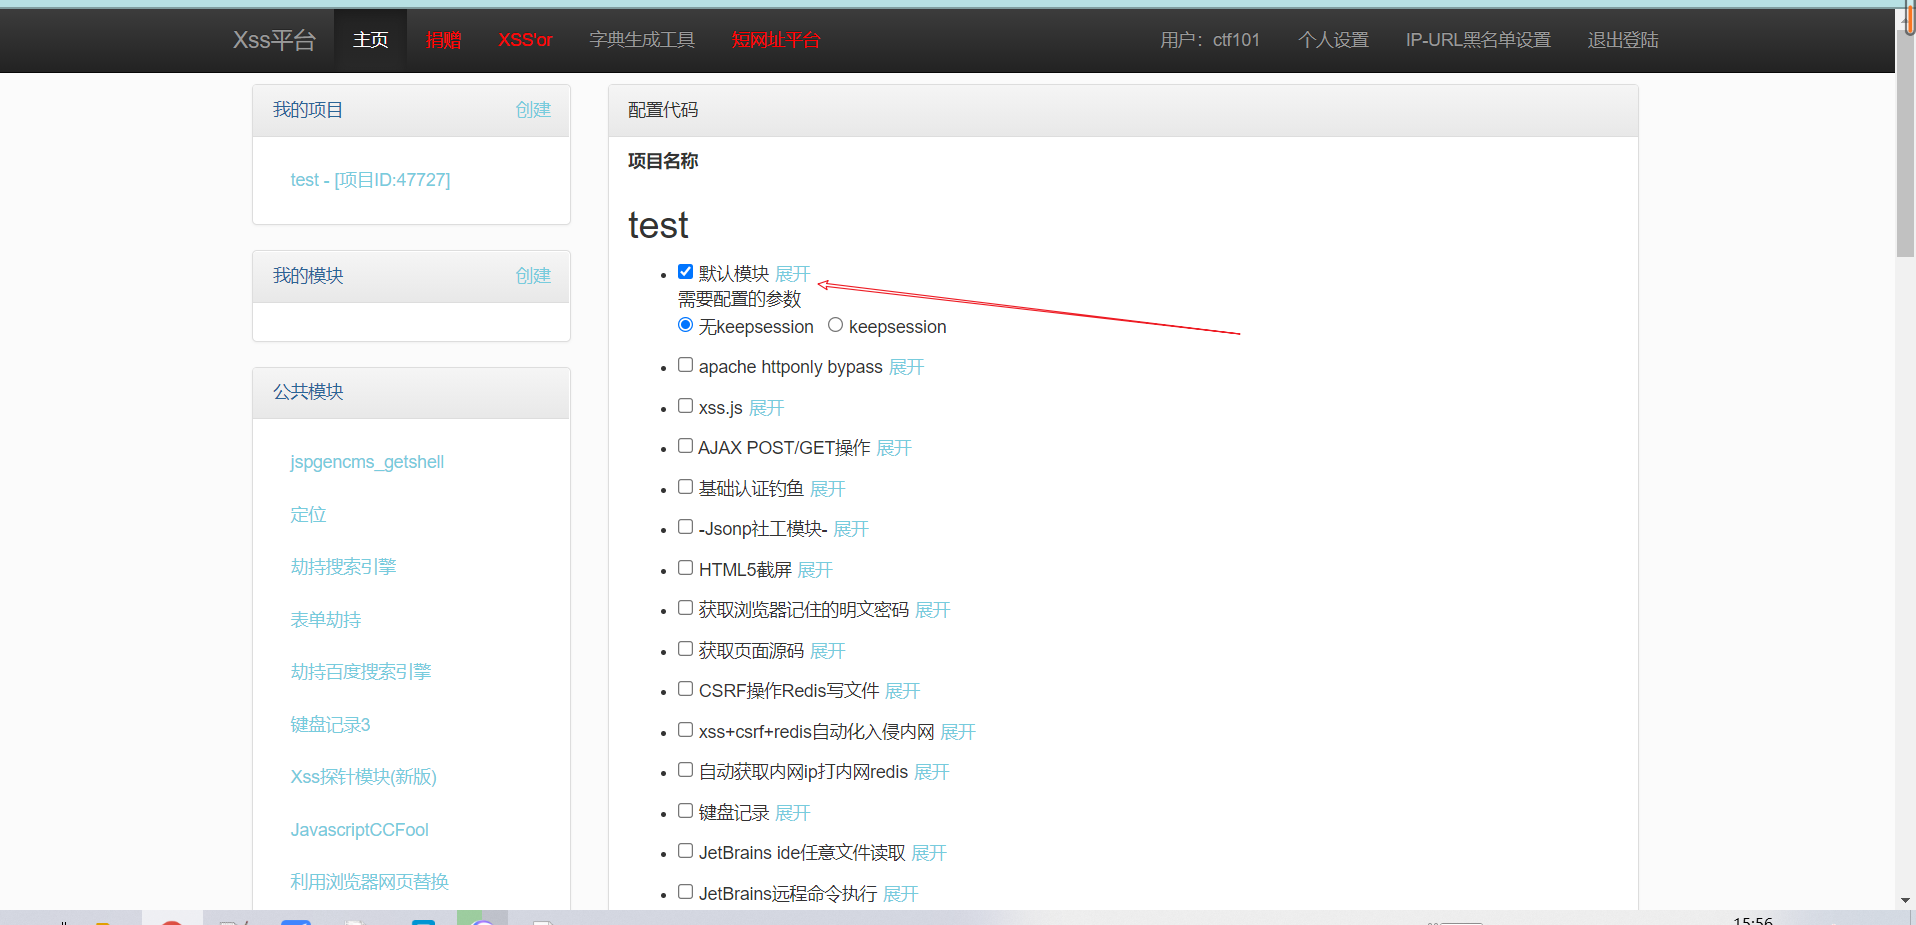 Xss平台 主页 捐赠 XSS'or 字典生成工具 短网址平台 用户：ctf101 个人设置 IP-URL黑名单设置 退出登陆
我的项目 创建
test - [项目ID:47727]
我的模块 创建
公共模块
jspgencms_getshell
定位
劫持搜索引擎
表单劫持
劫持百度搜索引擎
键盘记录3
Xss探针模块(新版)
JavascriptCCFool
利用浏览器网页替换
配置代码
项目名称
test
默认模块 展开
需要配置的参数
无keepsession keepsession
apache httponly bypass 展开
xss.js 展开
AJAX POST/GET操作 展开
基础认证钓鱼 展开
-Jsonp社工模块- 展开
HTML5截屏 展开
获取浏览器记住的明文密码 展开
获取页面源码 展开
CSRF操作Redis写文件 展开
xss+csrf+redis自动化入侵内网 展开
自动获取内网ip打内网redis 展开
键盘记录 展开
JetBrains ide任意文件读取 展开
JetBrains远程命令执行 展开
15:56